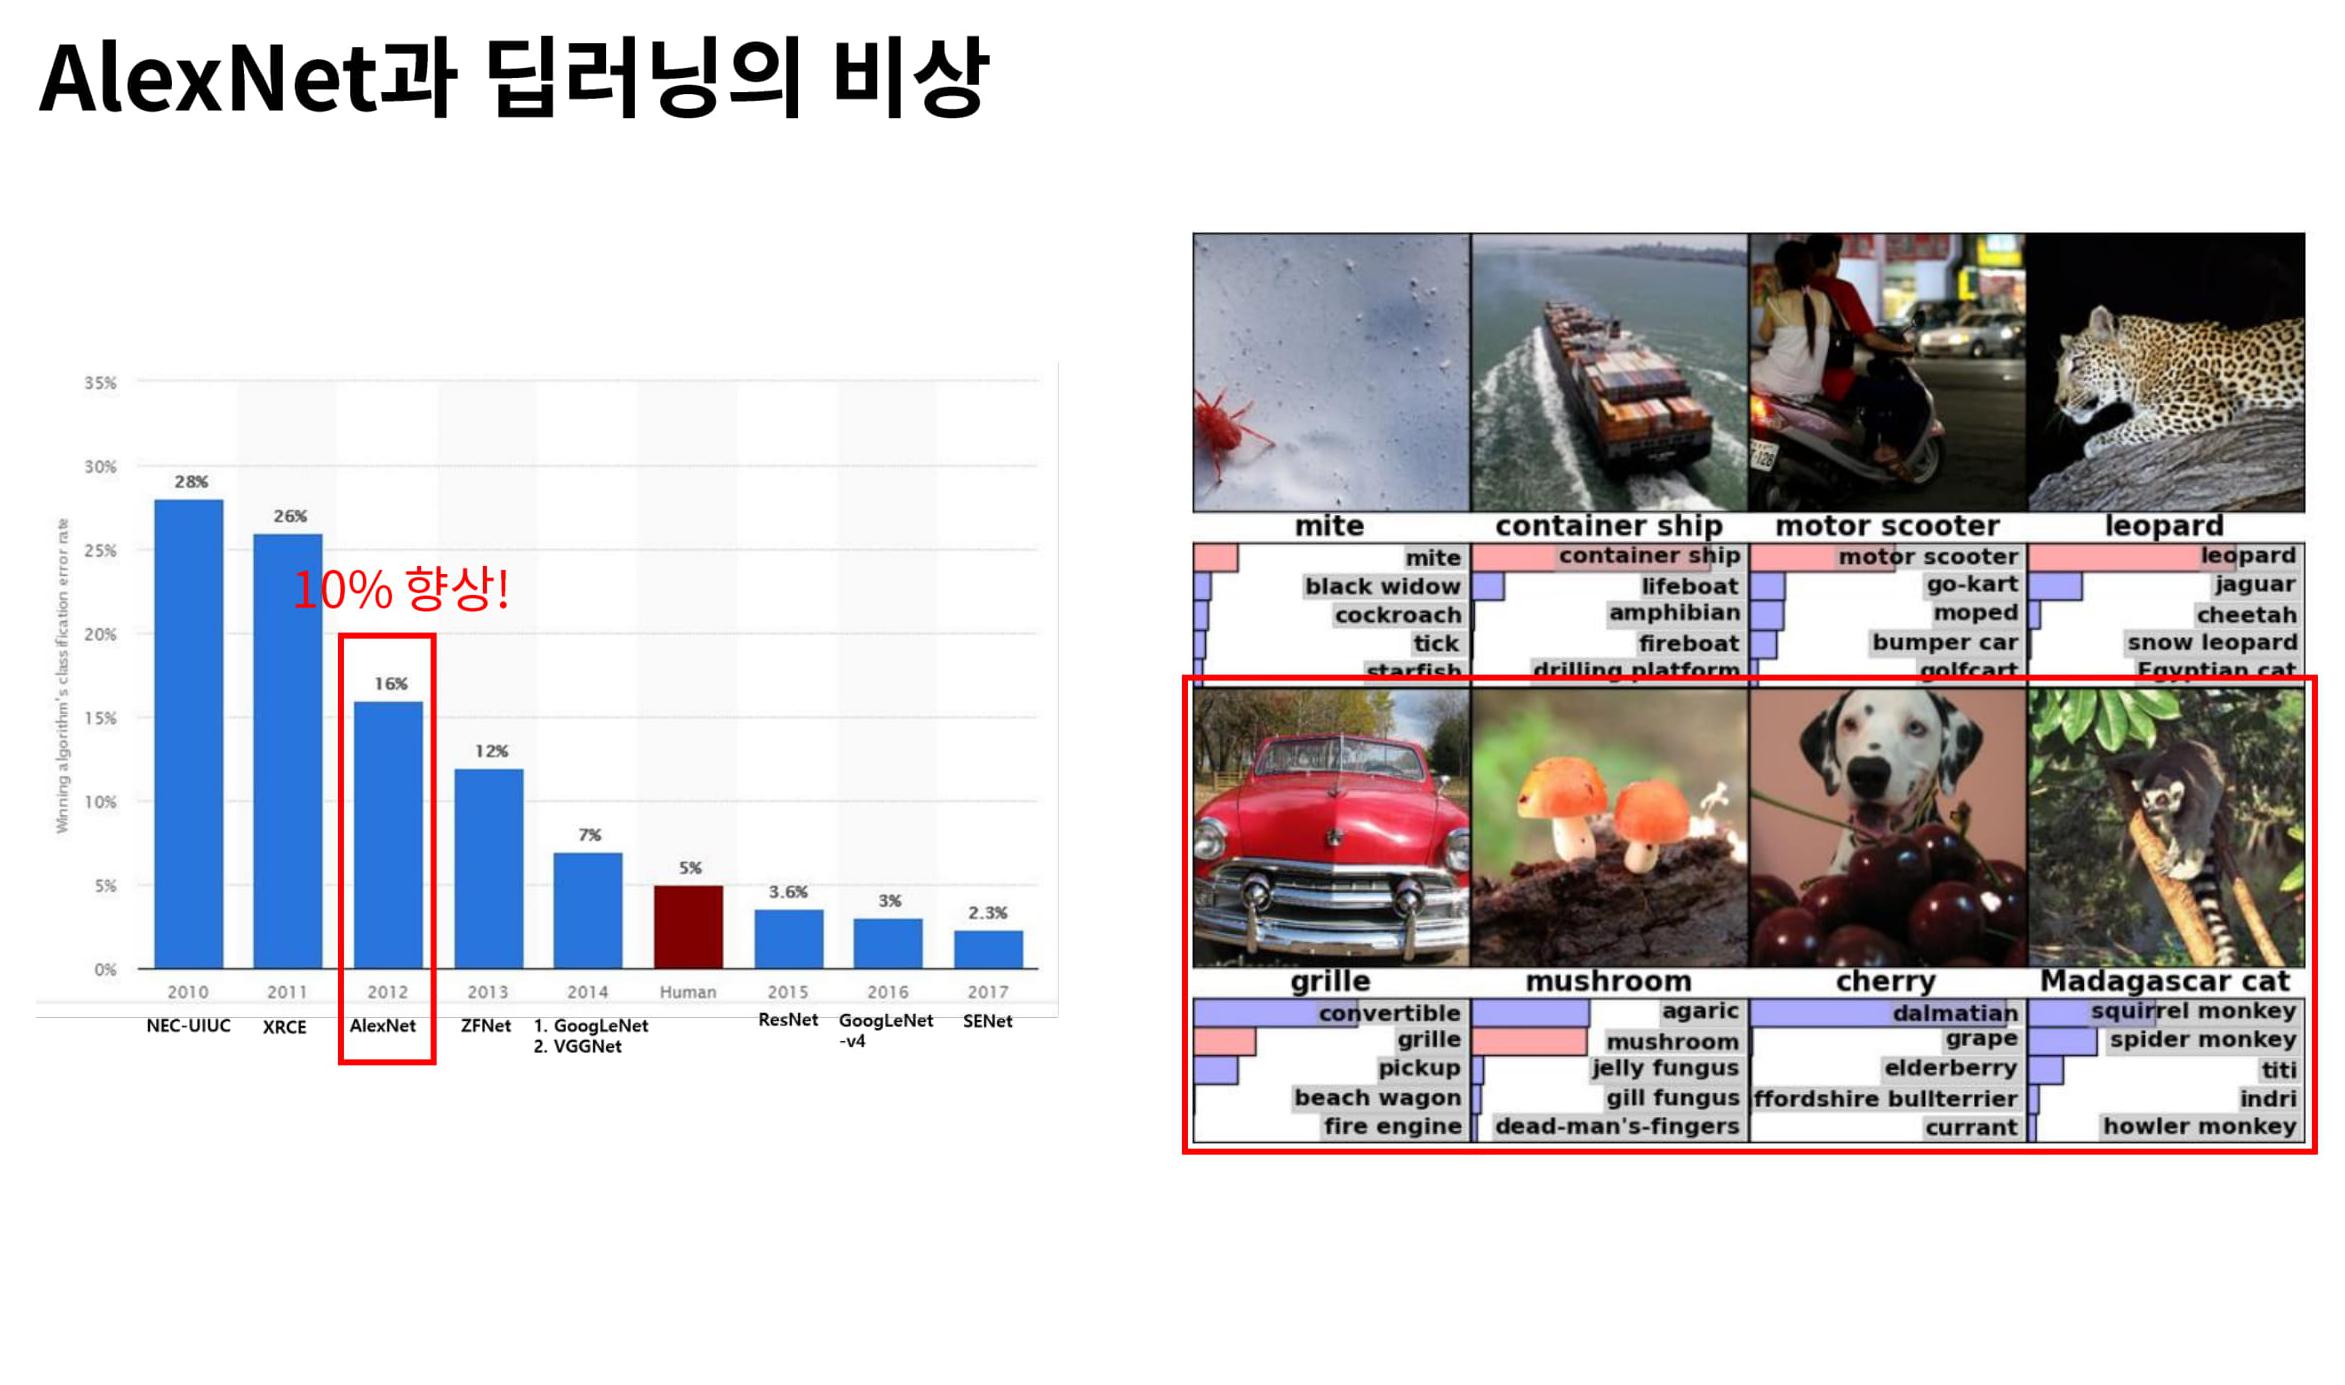 AlexNet과 딥러닝의 비상
Winning algorithm's classification error rate
35%
30%
25%
20%
15%
10%
5%
0%
28%
26%
10% 향상!
16%
12%
7%
5%
3.6%
3%
2.3%
2010 2011 2012 2013 2014 Human 2015 2016 2017
NEC-UIUC XRCE AlexNet ZFNet 1. GoogLeNet ResNet GoogLeNet SENet
2. VGGNet -v4
mite container ship motor scooter leopard
mite container ship motor scooter leopard
black widow lifeboat go-kart jaguar
cockroach amphibian moped cheetah
tick fireboat bumper car snow leopard
starfish drilling platform golfcart Egyptian cat
grille mushroom cherry Madagascar cat
convertible agaric dalmatian squirrel monkey
grille mushroom grape spider monkey
pickup jelly fungus elderberry titi
beach wagon gill fungus ffordshire bullterrier indri
fire engine dead-man's-fingers currant howler monkey